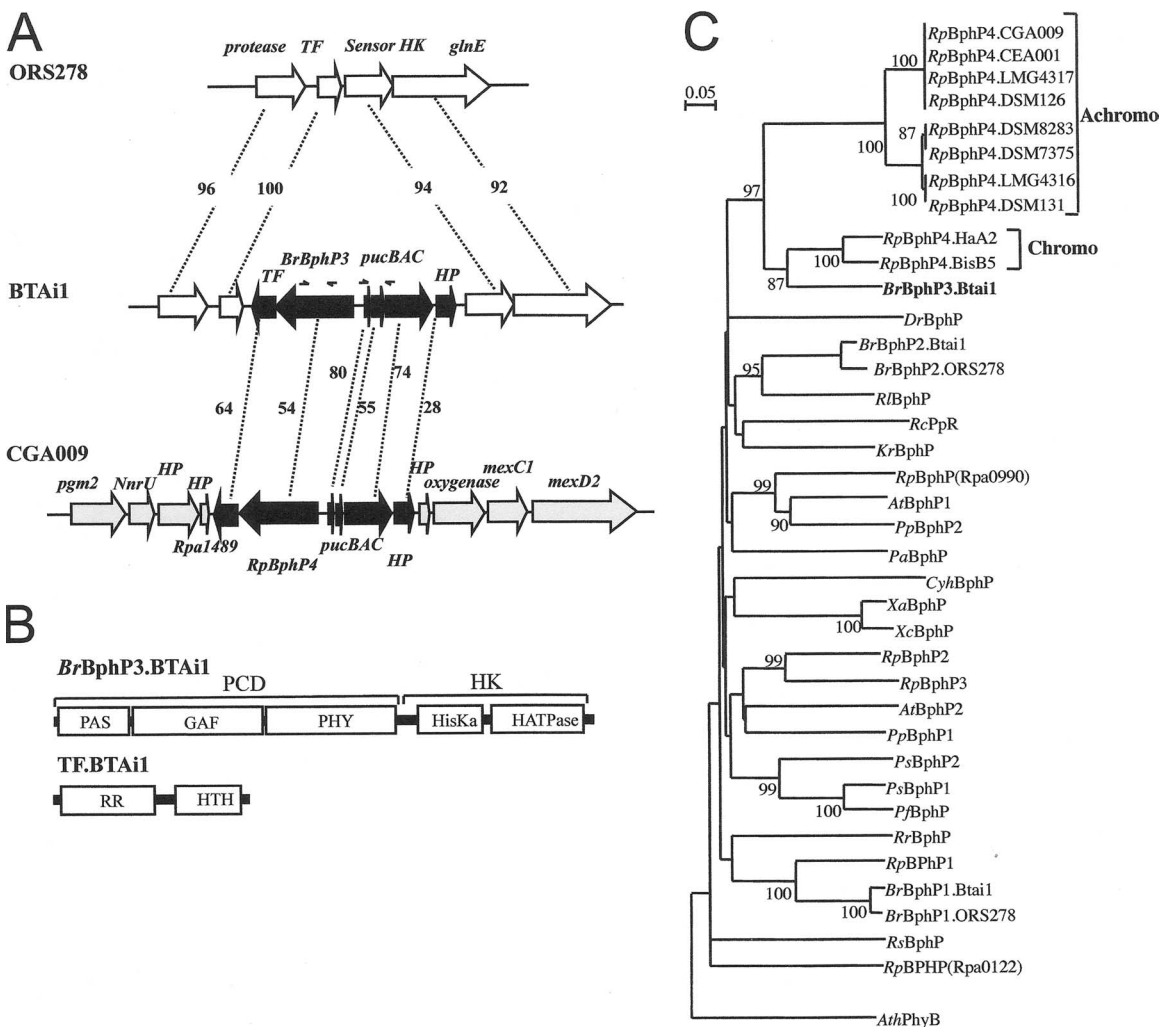 A
ORS278
protease TF Sensor HK glnE
96 100 94 92
BTAi1
TF BrBphP3 pucBAC HP
64 54 80 55 74 28
CGA009
pgm2 NnrU HP HP Rpa1489 RpBphP4 pucBAC HP HP oxygenase mexC1 mexD2
B
BrBphP3.BTAi1
PCD HK
PAS GAF PHY HisKa HATPase
TF.BTAi1
RR HTH
C
0.05
RpBphP4.CGA009
RpBphP4.CEA001
100
RpBphP4.LMG4317
RpBphP4.DSM126
Achromo
87
RpBphP4.DSM8283
100
RpBphP4.DSM7375
RpBphP4.LMG4316
100
RpBphP4.DSM131
97
RpBphP4.HaA2
Chromo
100
RpBphP4.BisB5
87
BrBphP3.Btai1
DrBphP
BrBphP2.Btai1
95
BrBphP2.ORS278
RlBphP
RcPpR
KrBphP
99
RpBphP(Rpa0990)
AtBphP1
90
PpBphP2
PaBphP
CyhBphP
XaBphP
100
XcBphP
99
RpBphP2
RpBphP3
AtBphP2
PpBphP1
PsBphP2
99
PsBphP1
100
PfBphP
RrBphP
RpBPhP1
100
BrBphP1.Btai1
100
BrBphP1.ORS278
RsBphP
RpBPHP(Rpa0122)
AthPhyB